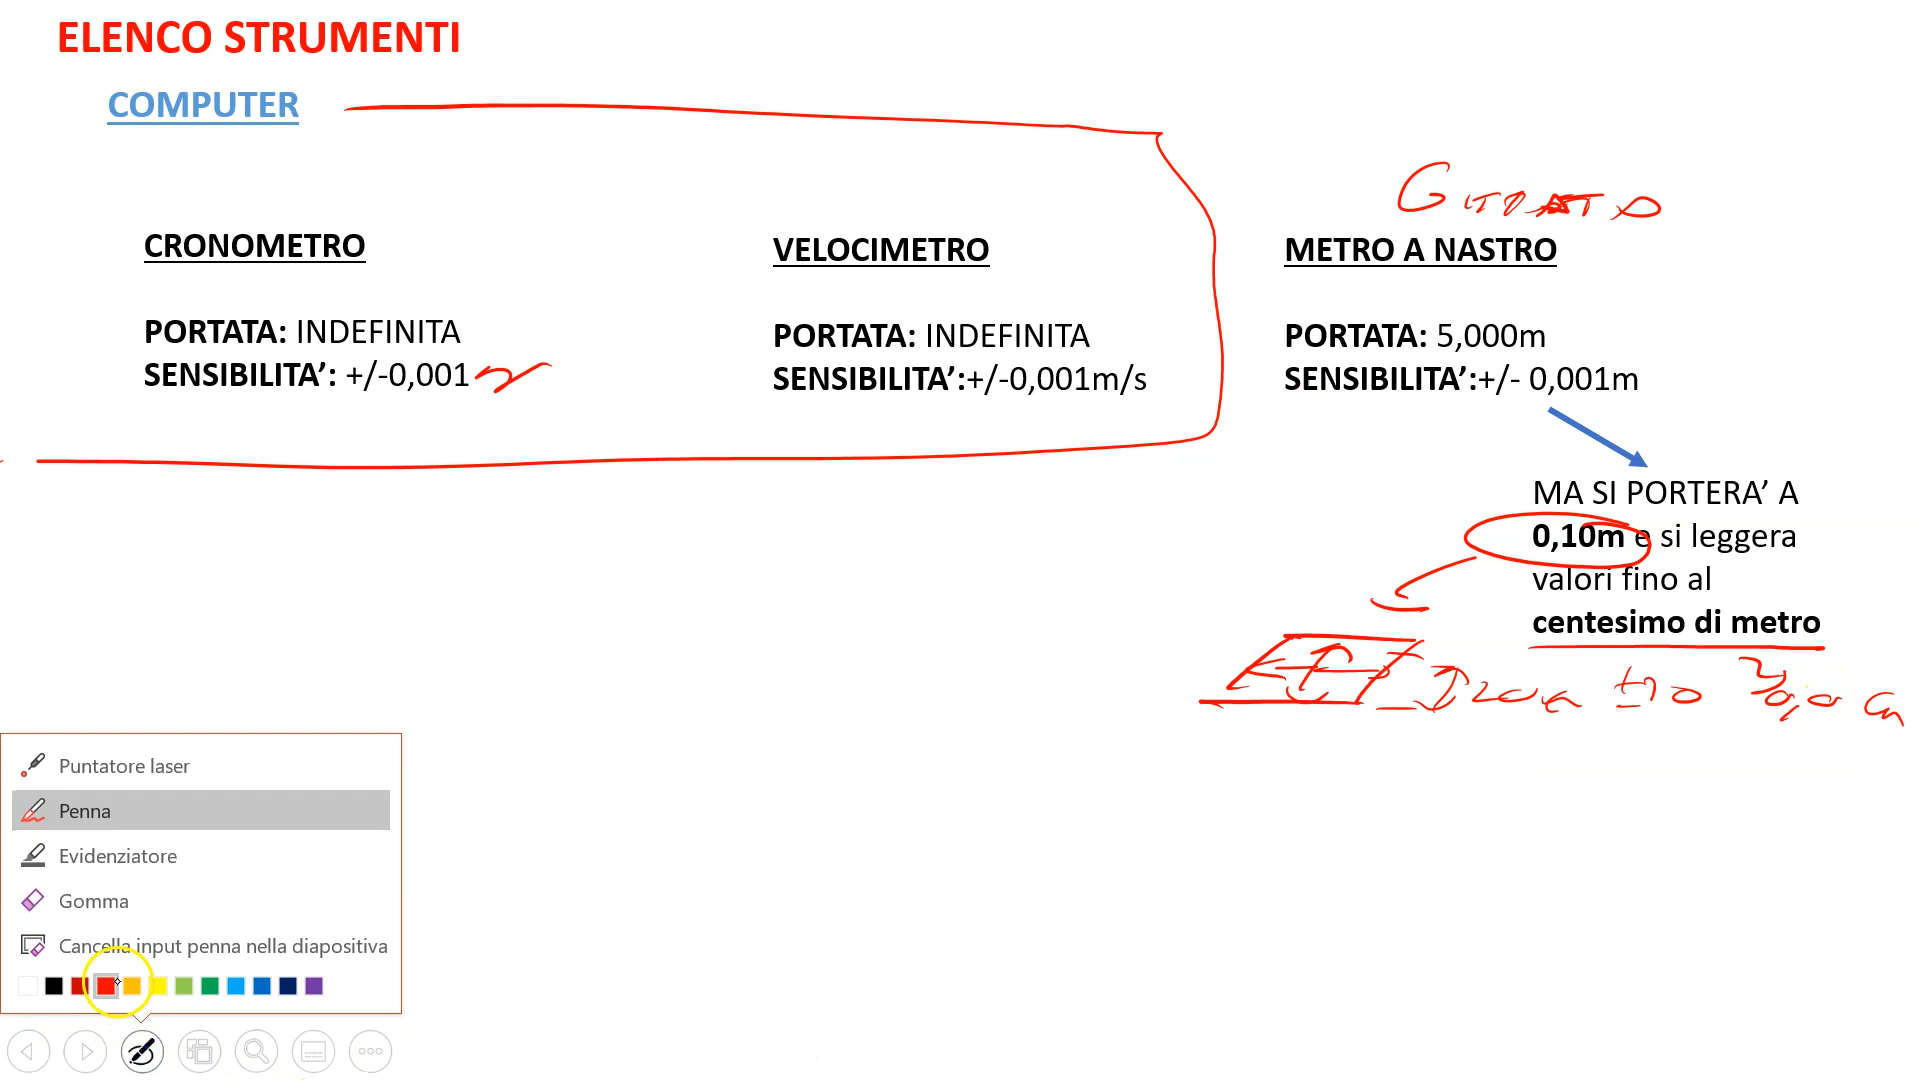 ELENCO STRUMENTI
COMPUTER
CRONOMETRO
PORTATA: INDEFINITA
SENSIBILITA’: +/-0,001
VELOCIMETRO
PORTATA: INDEFINITA
SENSIBILITA’:+/-0,001m/s
METRO A NASTRO
PORTATA: 5,000m
SENSIBILITA’:+/- 0,001m
MA SI PORTERA’ A
0,10m e si leggera
valori fino al
centesimo di metro
Puntatore laser
Penna
Evidenziatore
Gomma
Cancella input penna nella diapositiva